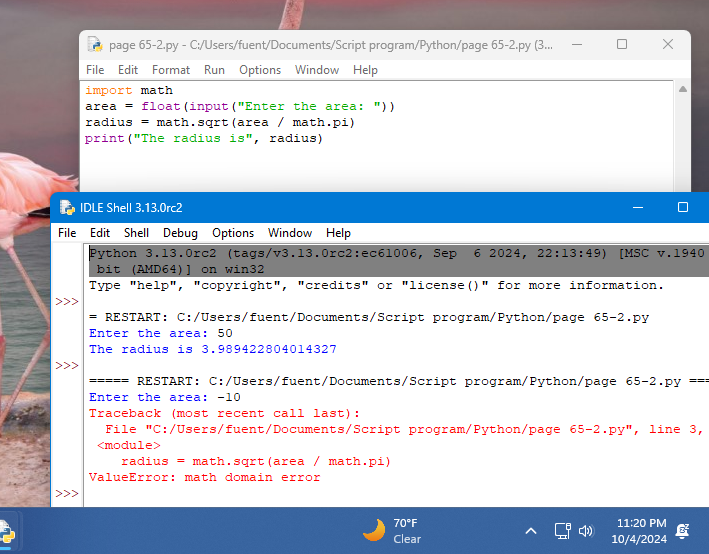 page 65-2.py - C:/Users/fuent/Documents/Script program/Python/page 65-2.py (3...
File Edit Format Run Options Window Help
import math
area = float(input("Enter the area: "))
radius = math.sqrt(area / math.pi)
print("The radius is", radius)
IDLE Shell 3.13.0rc2
File Edit Shell Debug Options Window Help
Python 3.13.0rc2 (tags/v3.13.0rc2:ec61006, Sep  6 2024, 22:13:49) [MSC v.1940
bit (AMD64)] on win32
Type "help", "copyright", "credits" or "license()" for more information.
>>>
= RESTART: C:/Users/fuent/Documents/Script program/Python/page 65-2.py
Enter the area: 50
The radius is 3.989422804014327
>>>
===== RESTART: C:/Users/fuent/Documents/Script program/Python/page 65-2.py ===
Enter the area: -10
Traceback (most recent call last):
File "C:/Users/fuent/Documents/Script program/Python/page 65-2.py", line 3,
<module>
radius = math.sqrt(area / math.pi)
ValueError: math domain error
>>>
70°F
Clear
11:20 PM
10/4/2024